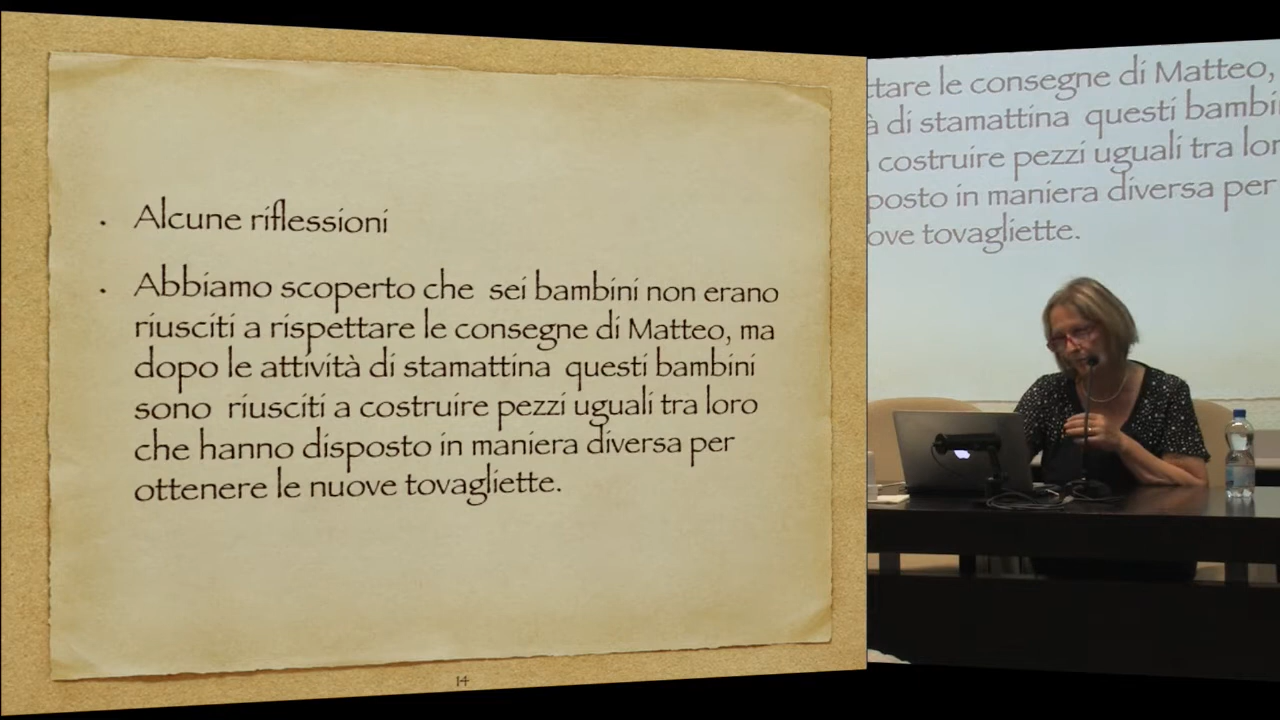 Alcune riflessioni
Abbiamo scoperto che sei bambini non erano
riusciti a rispettare le consegne di Matteo, ma
dopo le attività di stamattina questi bambini
sono riusciti a costruire pezzi uguali tra loro
che hanno disposto in maniera diversa per
ottenere le nuove tovagliette.
14
ttare le consegne di Matteo,
à di stamattina questi bambi
costruire pezzi uguali tra lor
posto in maniera diversa per
ove tovagliette.